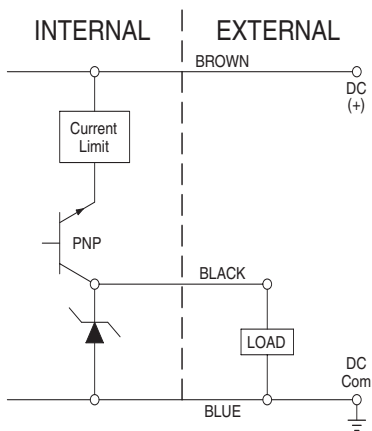 INTERNAL
EXTERNAL
BROWN
DC
(+)
Current
Limit
PNP
BLACK
LOAD
DC
Com
BLUE